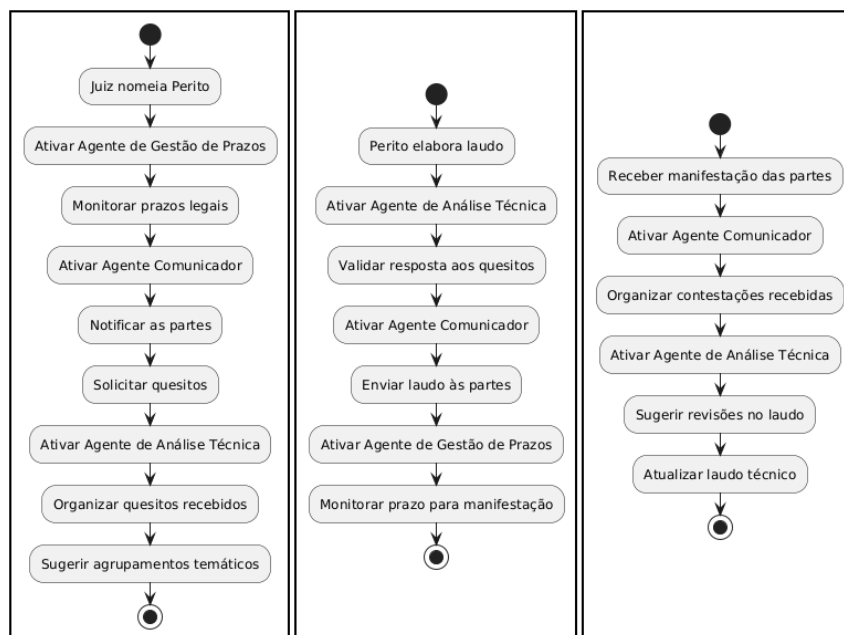 Juiz nomeia Perito
Ativar Agente de Gestão de Prazos
Monitorar prazos legais
Ativar Agente Comunicador
Notificar as partes
Solicitar quesitos
Ativar Agente de Análise Técnica
Organizar quesitos recebidos
Sugerir agrupamentos temáticos
Perito elabora laudo
Ativar Agente de Análise Técnica
Validar resposta aos quesitos
Ativar Agente Comunicador
Enviar laudo às partes
Ativar Agente de Gestão de Prazos
Monitorar prazo para manifestação
Receber manifestação das partes
Ativar Agente Comunicador
Organizar contestações recebidas
Ativar Agente de Análise Técnica
Sugerir revisões no laudo
Atualizar laudo técnico